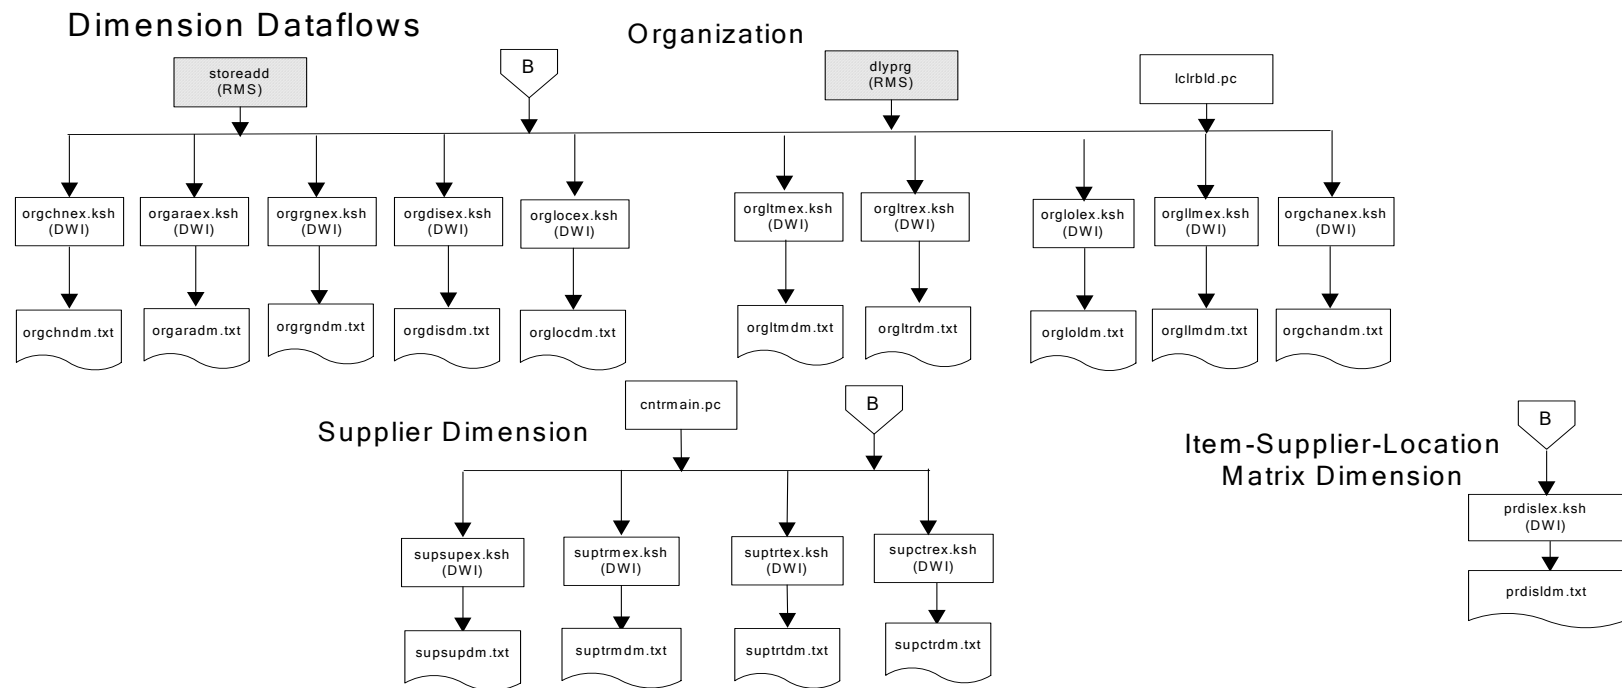 Dimension Dataflows
Organization
storeadd
(RMS)
B
dlyprg
(RMS)
lclrbld.pc
orgchnex.ksh
(DWI)
orgaraex.ksh
(DWI)
orgrgnex.ksh
(DWI)
orgdisex.ksh
(DWI)
orglocex.ksh
(DWI)
orgltmex.ksh
(DWI)
orgltrex.ksh
(DWI)
orglolex.ksh
(DWI)
orgllmex.ksh
(DWI)
orgchanex.ksh
(DWI)
orgchndm.txt
orgaradm.txt
orgrgndm.txt
orgdisdm.txt
orglocdm.txt
orgltmdm.txt
orgltrdm.txt
orgloldm.txt
orgllmdm.txt
orgchandm.txt
Supplier Dimension
cntrmain.pc
B
Item-Supplier-Location
Matrix Dimension
B
supsupex.ksh
(DWI)
suptrmex.ksh
(DWI)
suptrtex.ksh
(DWI)
supctrex.ksh
(DWI)
prdislex.ksh
(DWI)
supsupdm.txt
suptrmdm.txt
suptrtdm.txt
supctrdm.txt
prdisldm.txt